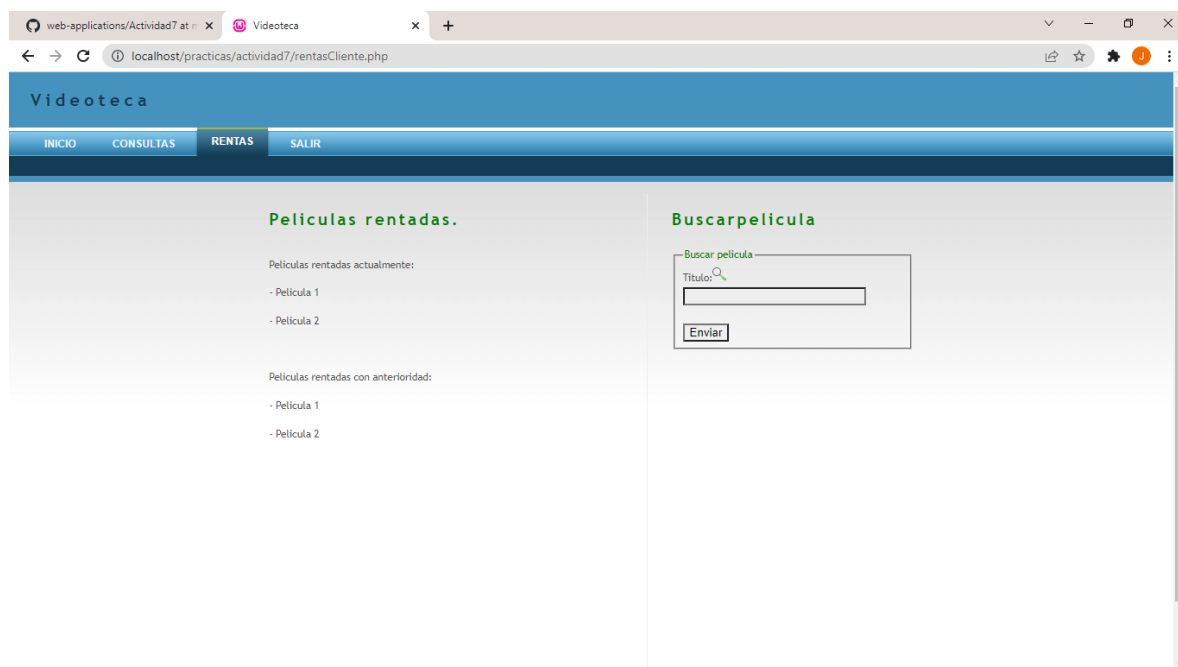 web-applications/Actividad7 at
Videoteca
localhost/practicas/actividad7/rentasCliente.php
J
Videoteca
INICIO CONSULTAS RENTAS SALIR
Peliculas rentadas.
Peliculas rentadas actualmente:
- Pelicula 1
- Pelicula 2
Peliculas rentadas con anterioridad:
- Pelicula 1
- Pelicula 2
Buscarpelicula
Buscar pelicula
Titulo:
Enviar